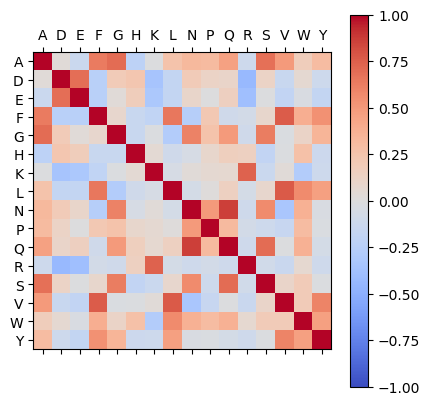 A D E F G H K L N P Q R S V W Y
A
D
E
F
G
H
K
L
N
P
Q
R
S
V
W
Y
1.00
0.75
0.50
0.25
0.00
−0.25
−0.50
−0.75
−1.00